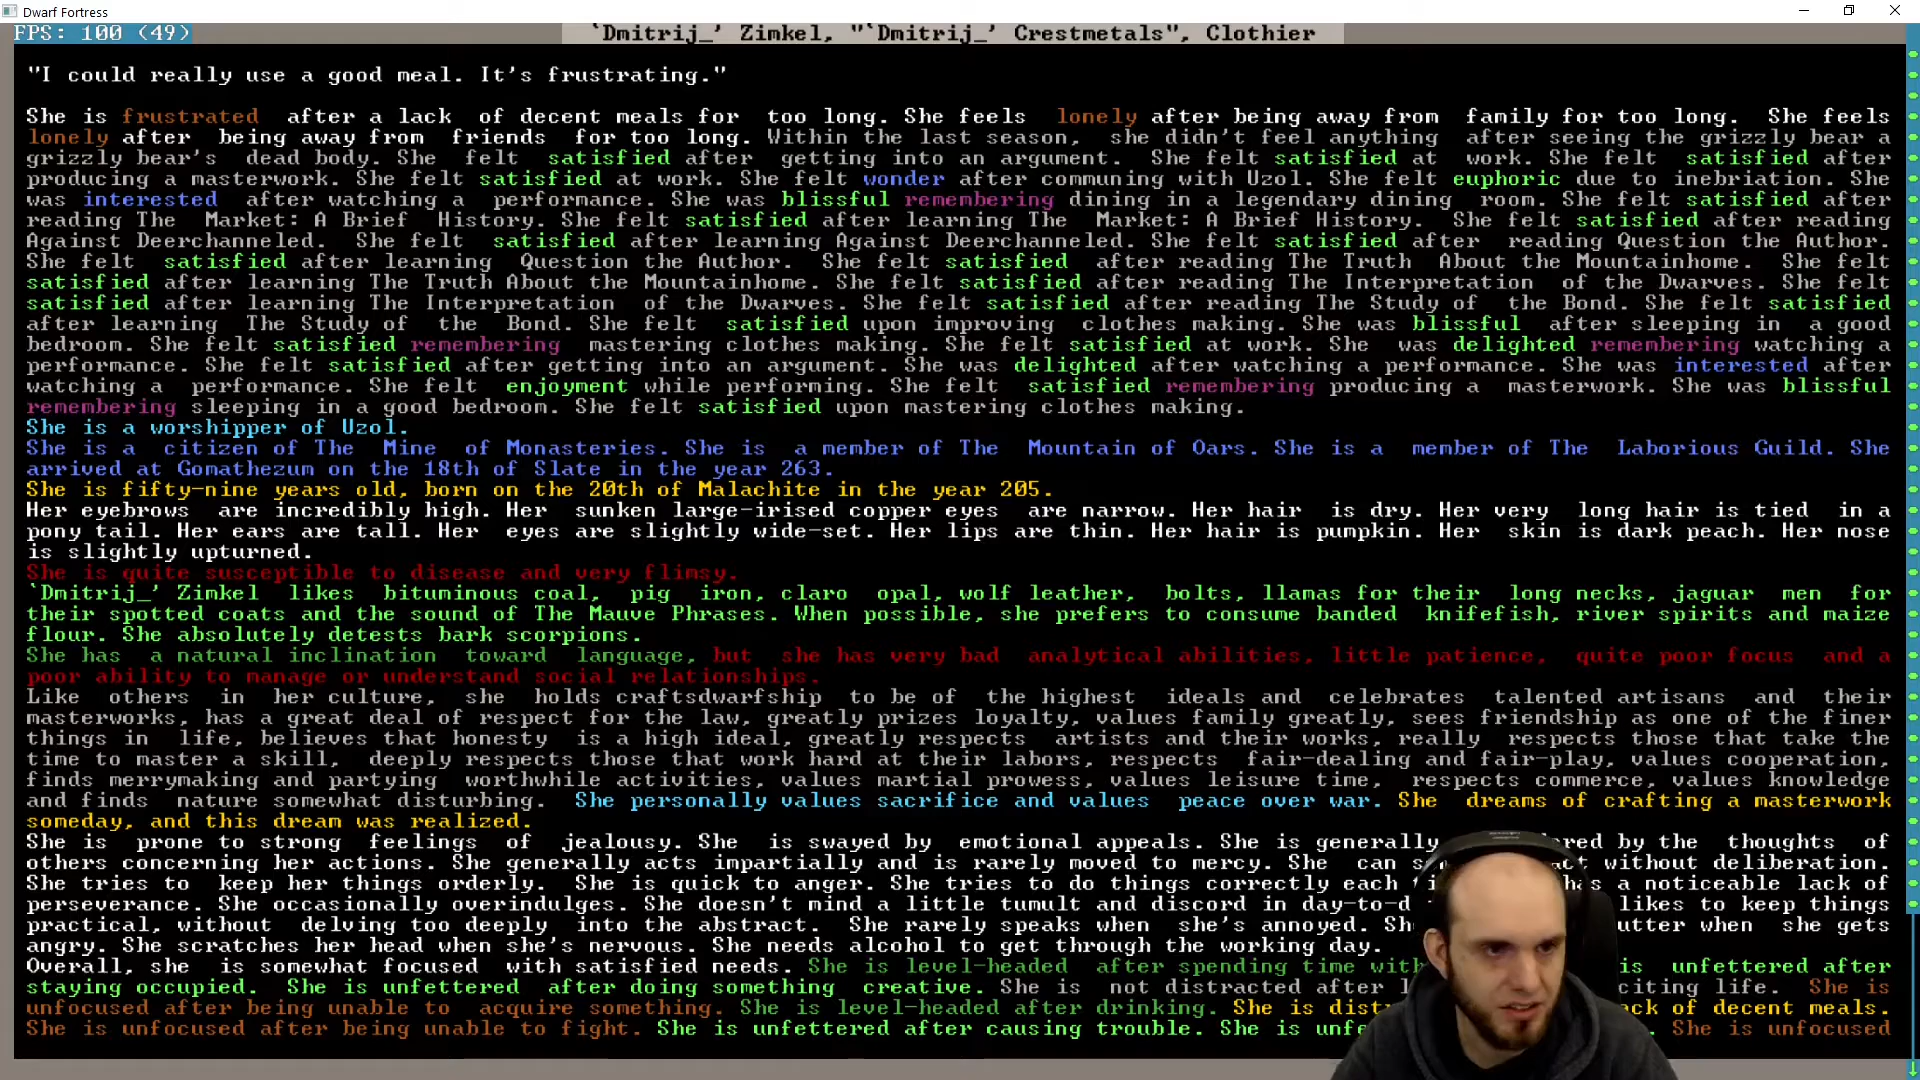 Dwarf Fortress
FPS: 100 (49)
`Dmitrij_' Zimkel, "`Dmitrij_' Crestmetals", Clothier
"I could really use a good meal. It's frustrating."
She is frustrated after a lack of decent meals for too long. She feels lonely after being away from family for too long. She feels
lonely after being away from friends for too long. Within the last season, she didn't feel anything after seeing the grizzly bear a
grizzly bear's dead body. She felt satisfied after getting into an argument. She felt satisfied at work. She felt satisfied after
producing a masterwork. She felt satisfied at work. She felt wonder after communing with Uzol. She felt euphoric due to inebriation. She
was interested after watching a performance. She was blissful remembering dining in a legendary dining room. She felt satisfied after
reading The Market: A Brief History. She felt satisfied after learning The Market: A Brief History. She felt satisfied after reading
Against Deerchanneled. She felt satisfied after learning Against Deerchanneled. She felt satisfied after reading Question the Author.
She felt satisfied after learning Question the Author. She felt satisfied after reading The Truth About the Mountainhome. She felt
satisfied after learning The Truth About the Mountainhome. She felt satisfied after reading The Interpretation of the Dwarves. She felt
satisfied after learning The Interpretation of the Dwarves. She felt satisfied after reading The Study of the Bond. She felt satisfied
after learning The Study of the Bond. She felt satisfied upon improving clothes making. She was blissful after sleeping in a good
bedroom. She felt satisfied remembering mastering clothes making. She felt satisfied at work. She was delighted remembering watching a
performance. She felt satisfied after getting into an argument. She was delighted after watching a performance. She was interested after
watching a performance. She felt enjoyment while performing. She felt satisfied remembering producing a masterwork. She was blissful
remembering sleeping in a good bedroom. She felt satisfied upon mastering clothes making.
She is a worshipper of Uzol.
She is a citizen of The Mine of Monasteries. She is a member of The Mountain of Oars. She is a member of The Laborious Guild. She
arrived at Gomathezum on the 18th of Slate in the year 263.
She is fifty-nine years old, born on the 20th of Malachite in the year 205.
Her eyebrows are incredibly high. Her sunken large-irised copper eyes are narrow. Her hair is dry. Her very long hair is tied in a
pony tail. Her ears are tall. Her eyes are slightly wide-set. Her lips are thin. Her hair is pumpkin. Her skin is dark peach. Her nose
is slightly upturned.
She is quite susceptible to disease and very flimsy.
`Dmitrij_' Zimkel likes bituminous coal, pig iron, claro opal, wolf leather, bolts, llamas for their long necks, jaguar men for
their spotted coats and the sound of The Mauve Phrases. When possible, she prefers to consume banded knifefish, river spirits and maize
flour. She absolutely detests bark scorpions.
She has a natural inclination toward language, but she has very bad analytical abilities, little patience, quite poor focus and a
poor ability to manage or understand social relationships.
Like others in her culture, she holds craftsdwarfship to be of the highest ideals and celebrates talented artisans and their
masterworks, has a great deal of respect for the law, greatly prizes loyalty, values family greatly, sees friendship as one of the finer
things in life, believes that honesty is a high ideal, greatly respects artists and their works, really respects those that take the
time to master a skill, deeply respects those that work hard at their labors, respects fair-dealing and fair-play, values cooperation,
finds merrymaking and partying worthwhile activities, values martial prowess, values leisure time, respects commerce, values knowledge
and finds nature somewhat disturbing. She personally values sacrifice and values peace over war. She dreams of crafting a masterwork
someday, and this dream was realized.
She is prone to strong feelings of jealousy. She is swayed by emotional appeals. She is generally by the thoughts of
others concerning her actions. She generally acts impartially and is rarely moved to mercy. She can without deliberation.
She tries to keep her things orderly. She is quick to anger. She tries to do things correctly each has a noticeable lack of
perseverance. She occasionally overindulges. She doesn't mind a little tumult and discord in day-to-d likes to keep things
practical, without delving too deeply into the abstract. She rarely speaks when she's annoyed. utter when she gets
angry. She scratches her head when she's nervous. She needs alcohol to get through the working day.
Overall, she is somewhat focused with satisfied needs. She is level-headed after spending time with is unfettered after
staying occupied. She is unfettered after doing something creative. She is not distracted after citing life. She is
unfocused after being unable to acquire something. She is level-headed after drinking. She is dist ck of decent meals.
She is unfocused after being unable to fight. She is unfettered after causing trouble. She is unfe She is unfocused